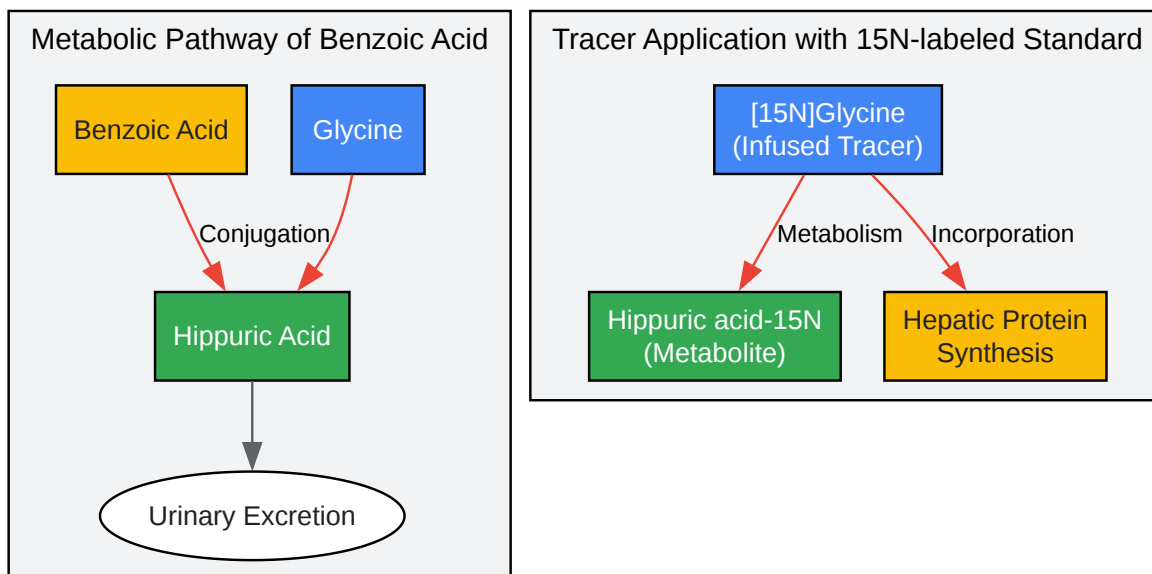 Metabolic Pathway of Benzoic Acid
Benzoic Acid
Glycine
Conjugation
Hippuric Acid
Urinary Excretion
Tracer Application with 15N-labeled Standard
[15N]Glycine
(Infused Tracer)
Metabolism
Incorporation
Hippuric acid-15N
(Metabolite)
Hepatic Protein
Synthesis